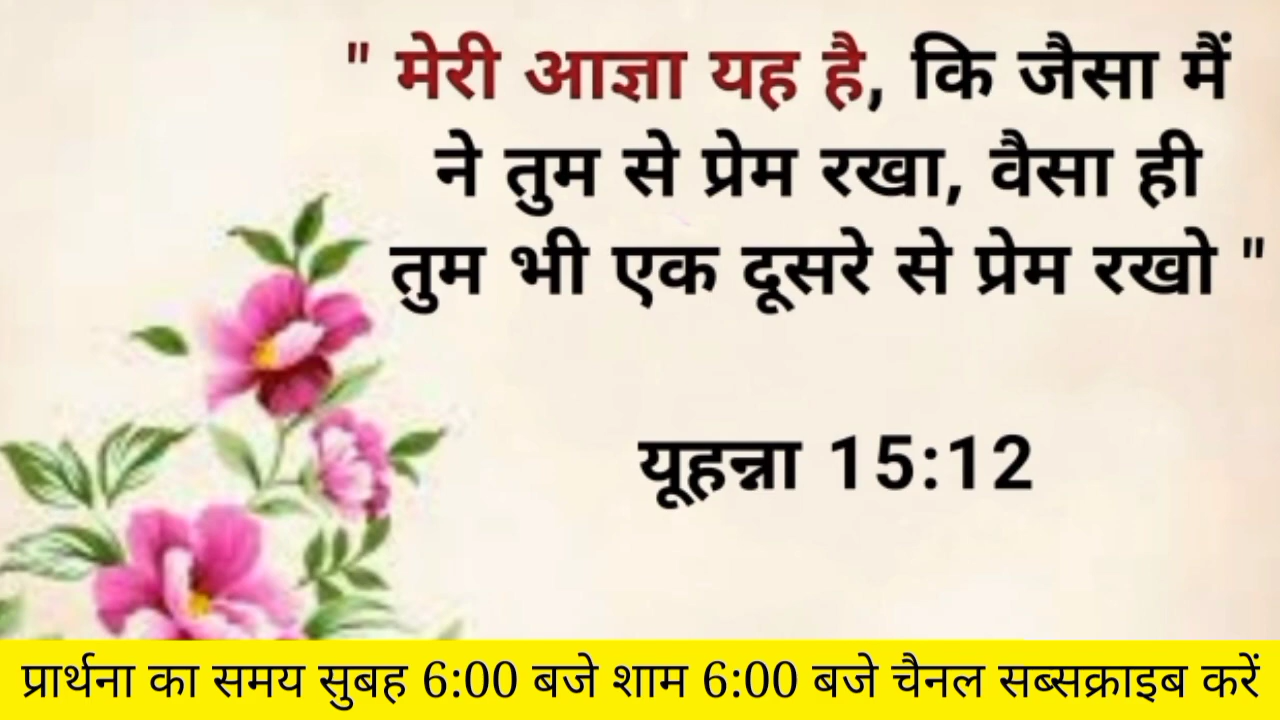 " मेरी आज्ञा यह है, कि जैसा मैं
ने तुम से प्रेम रखा, वैसा ही
तुम भी एक दूसरे से प्रेम रखो "
यूहन्ना 15:12
प्रार्थना का समय सुबह 6:00 बजे शाम 6:00 बजे चैनल सब्सक्राइब करें